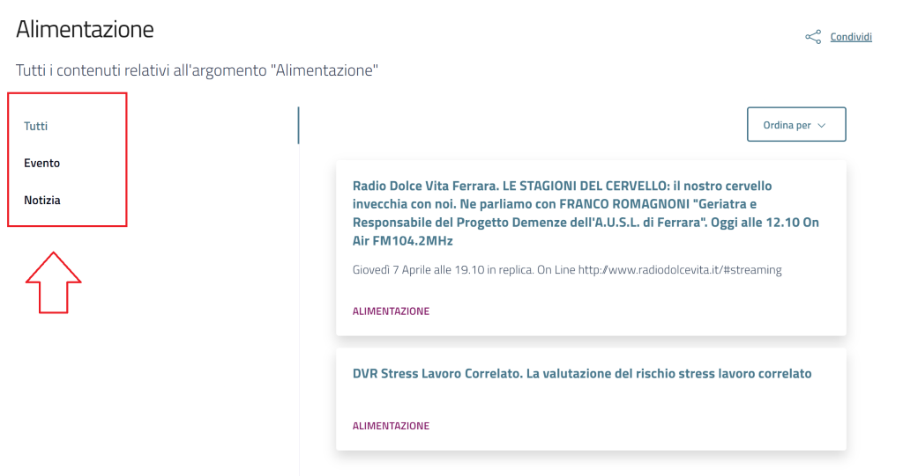 Alimentazione
Condividi
Tutti i contenuti relativi all'argomento "Alimentazione"
Tutti
Evento
Notizia
Ordina per
Radio Dolce Vita Ferrara. LE STAGIONI DEL CERVELLO: il nostro cervello
invecchia con noi. Ne parliamo con FRANCO ROMAGNONI "Geriatra e
Responsabile del Progetto Demenze dell'A.U.S.L. di Ferrara". Oggi alle 12.10 On
Air FM104.2MHz
Giovedì 7 Aprile alle 19.10 in replica. On Line http://www.radiodolcevita.it/#streaming
ALIMENTAZIONE
DVR Stress Lavoro Correlato. La valutazione del rischio stress lavoro correlato
ALIMENTAZIONE